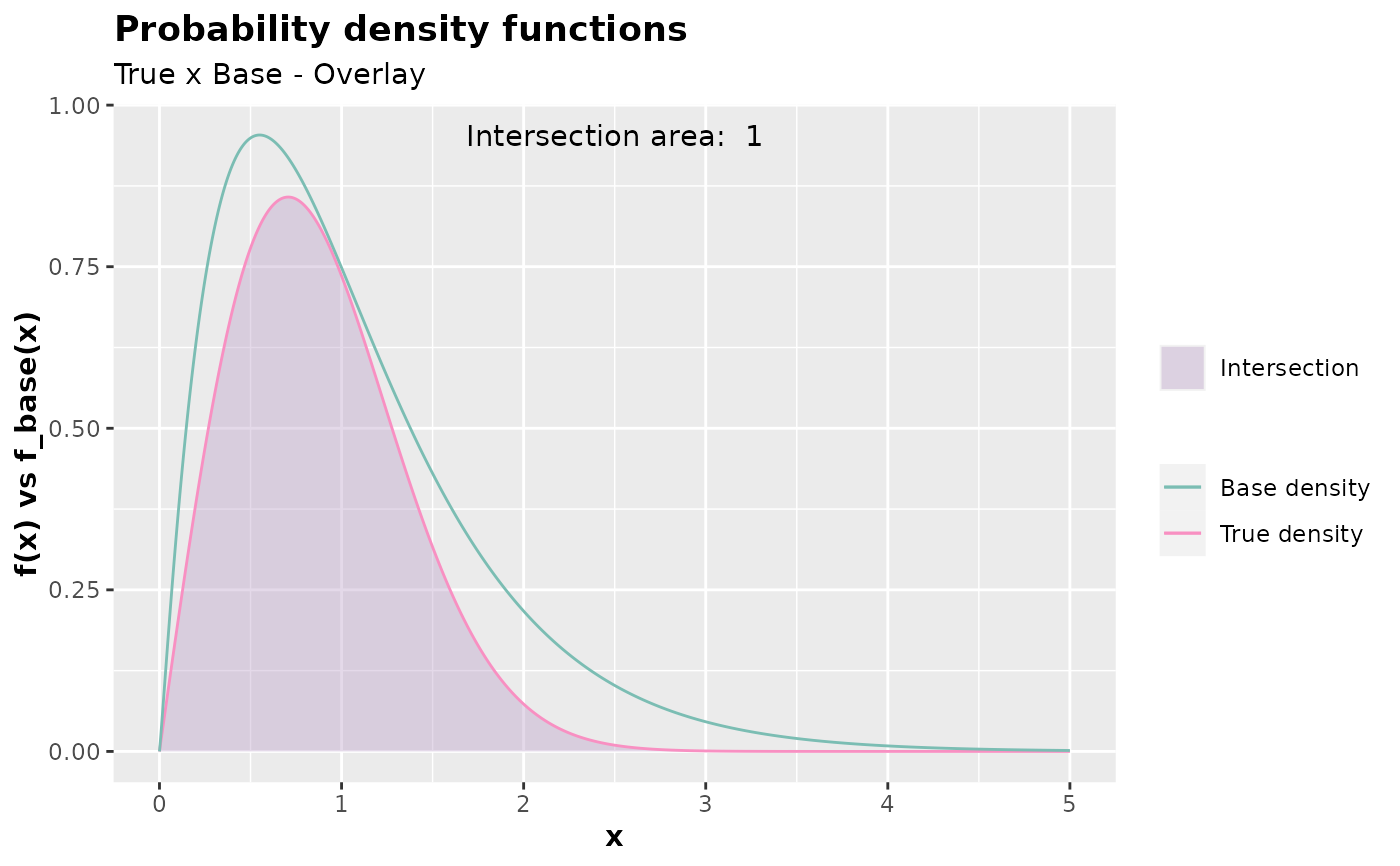 Probability density functions
True x Base - Overlay
Intersection area:  1
f(x) vs f_base(x)
1.00
0.75
0.50
0.25
0.00
0
1
2
3
4
5
x
Intersection
Base density
True density